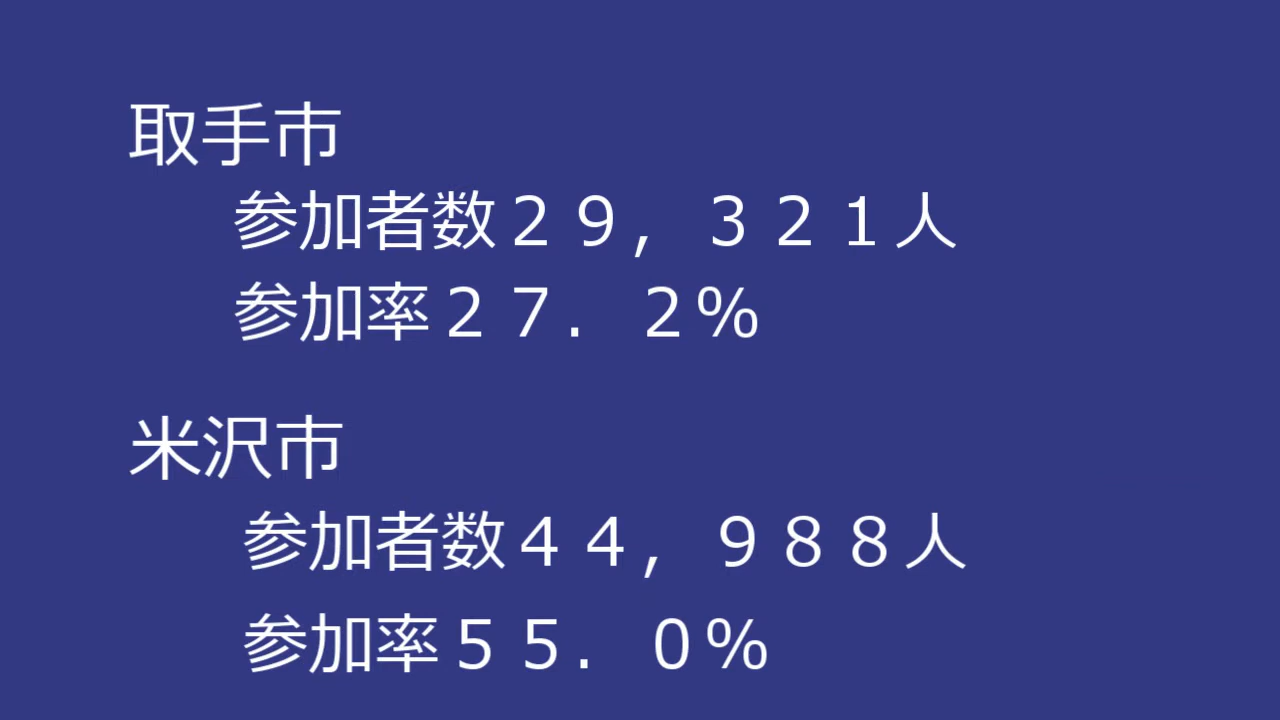 取手市
参加者数２９，３２１人
参加率２７．２％
米沢市
参加者数４４，９８８人
参加率５５．０％